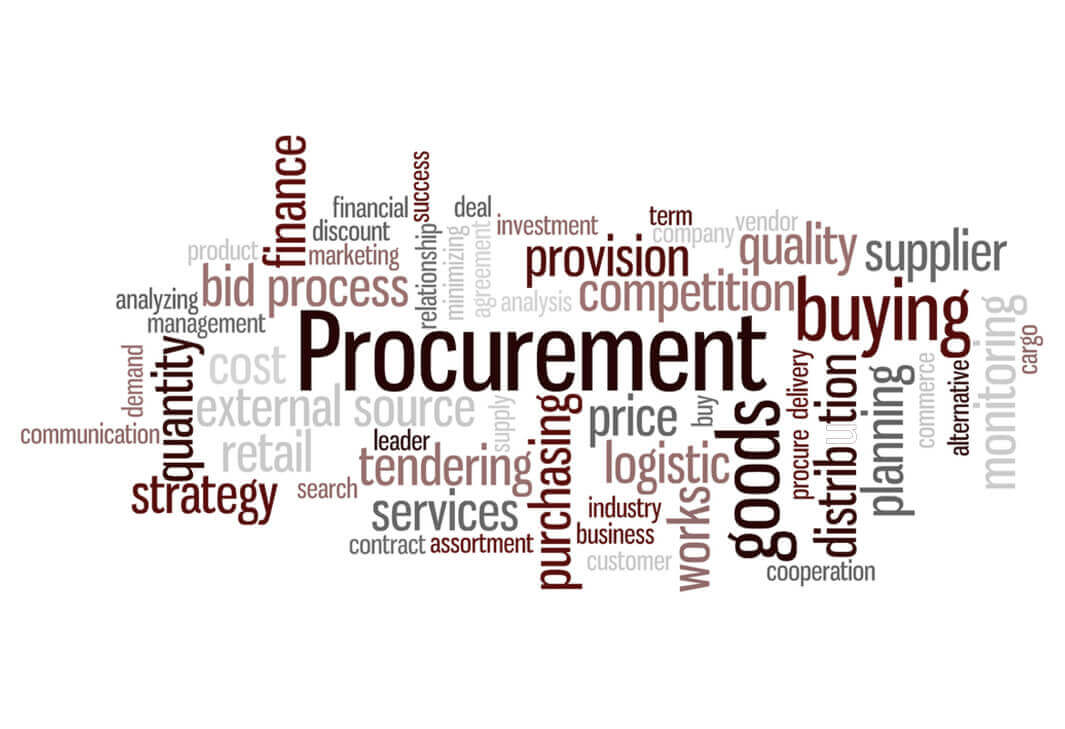 finance
success
financial
deal
discount
investment
term
vendor
company
product
marketing
relationship
minimizing
agreement
provision
quality
supplier
bid process
analysis
competition
buying
analyzing
management
Procurement
monitoring
cargo
demand
quantity
cost
external source
supply
price
buy
delivery
procure
distribution
planning
commerce
alternative
communication
retail
leader
tendering
purchasing
logistic
goods
strategy
search
services
industry
works
contract
assortment
business
customer
cooperation